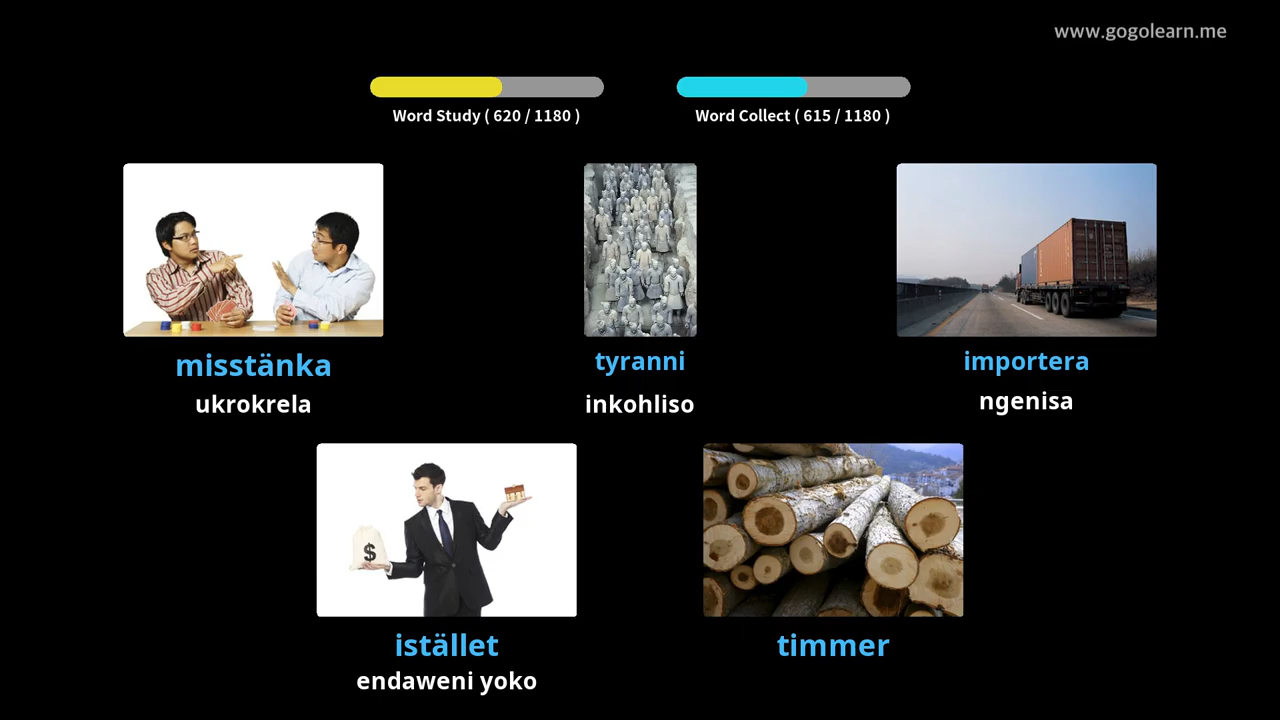 www.gogolearn.me
Word Study ( 620 / 1180 )
Word Collect ( 615 / 1180 )
misstänka
ukrokrela
tyranni
inkohliso
importera
ngenisa
$
istället
endaweni yoko
timmer